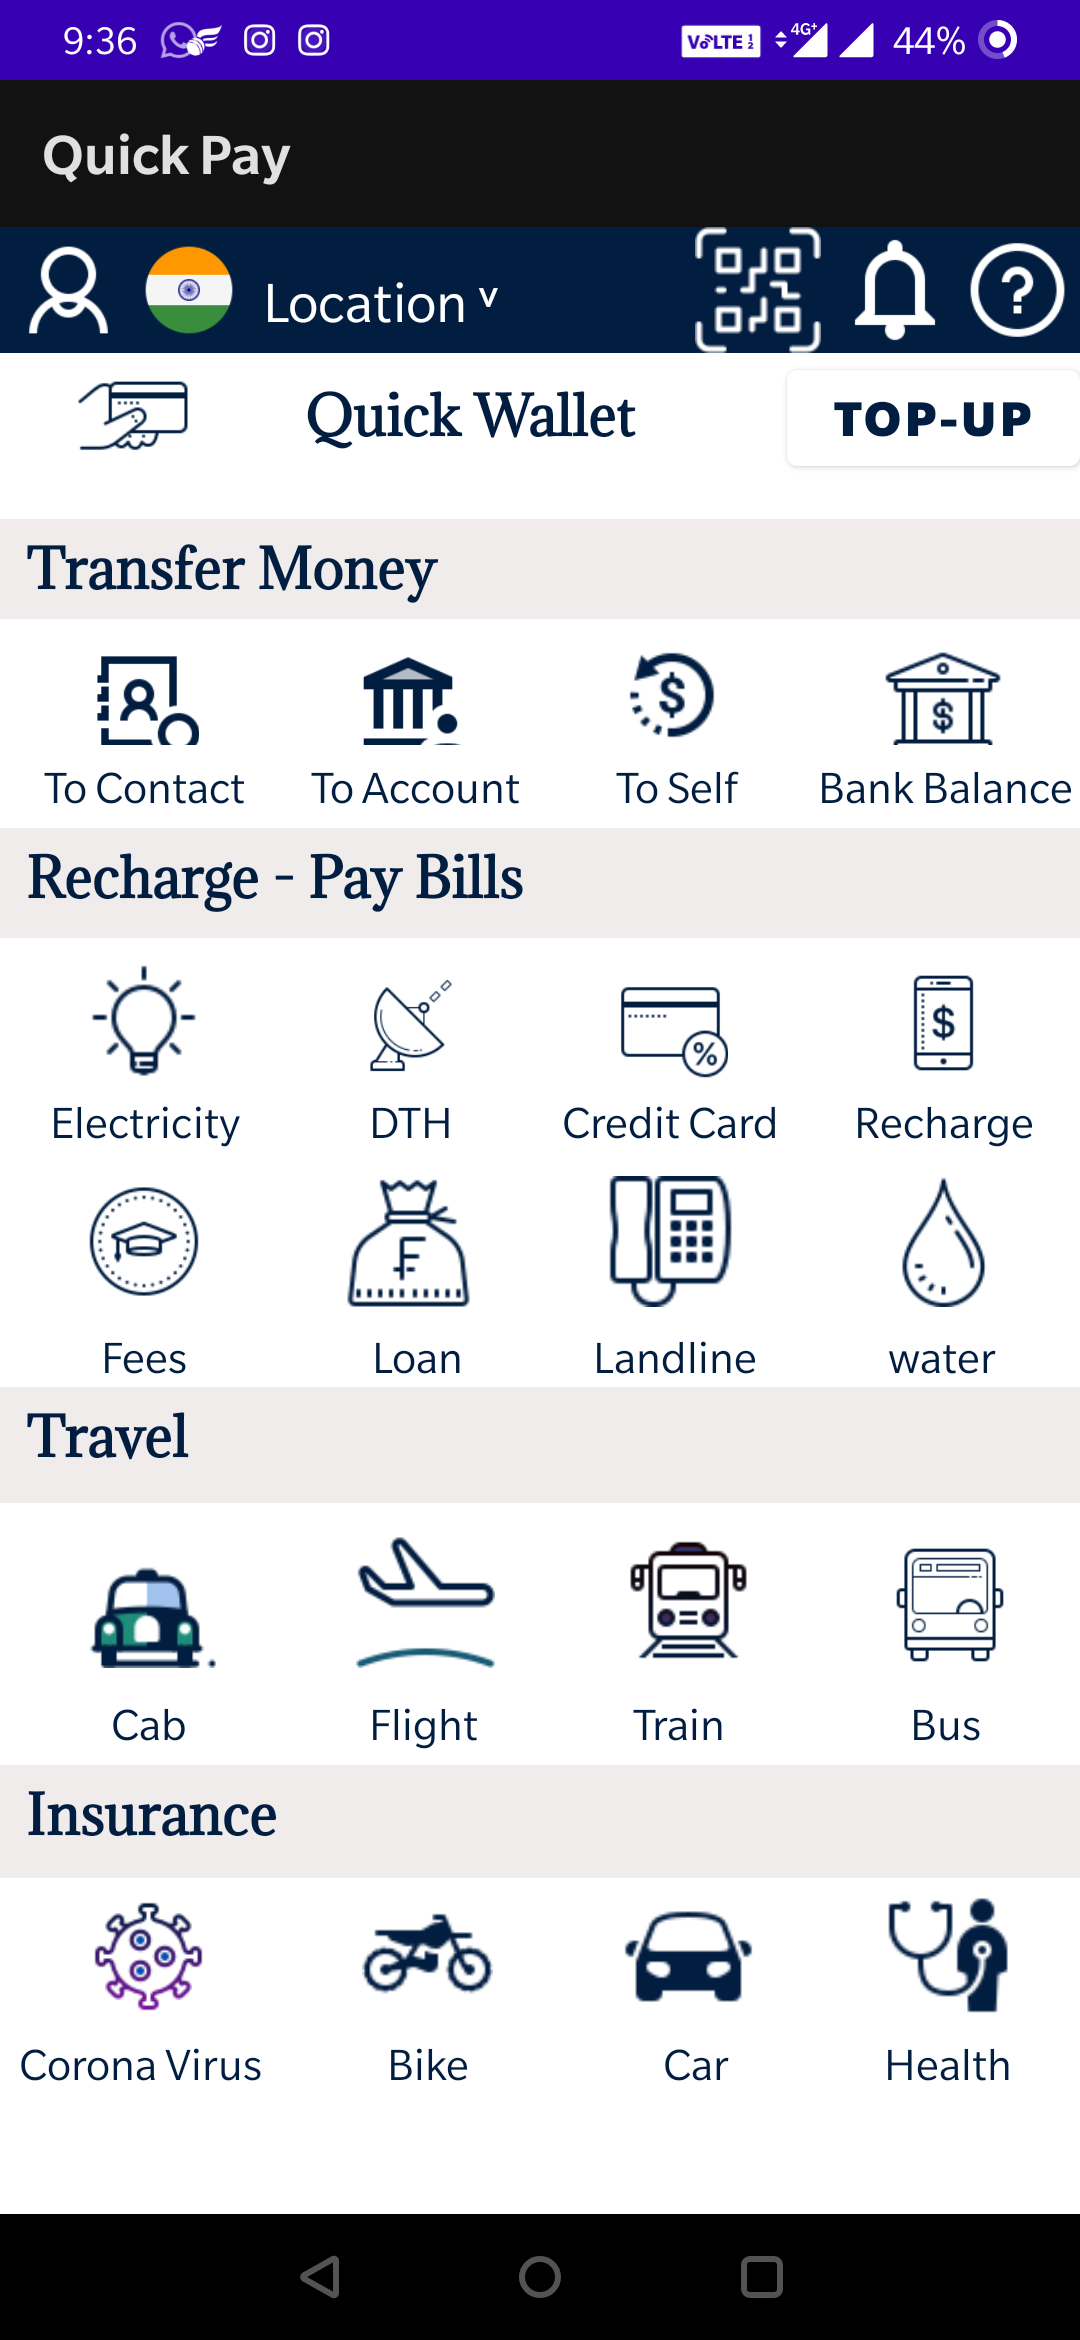 9:36 VoLTE 1 2 4G+ 44%
Quick Pay
Location v
Quick Wallet TOP-UP
Transfer Money
To Contact To Account To Self Bank Balance
Recharge - Pay Bills
Electricity DTH Credit Card Recharge
Fees Loan Landline water
Travel
Cab Flight Train Bus
Insurance
Corona Virus Bike Car Health